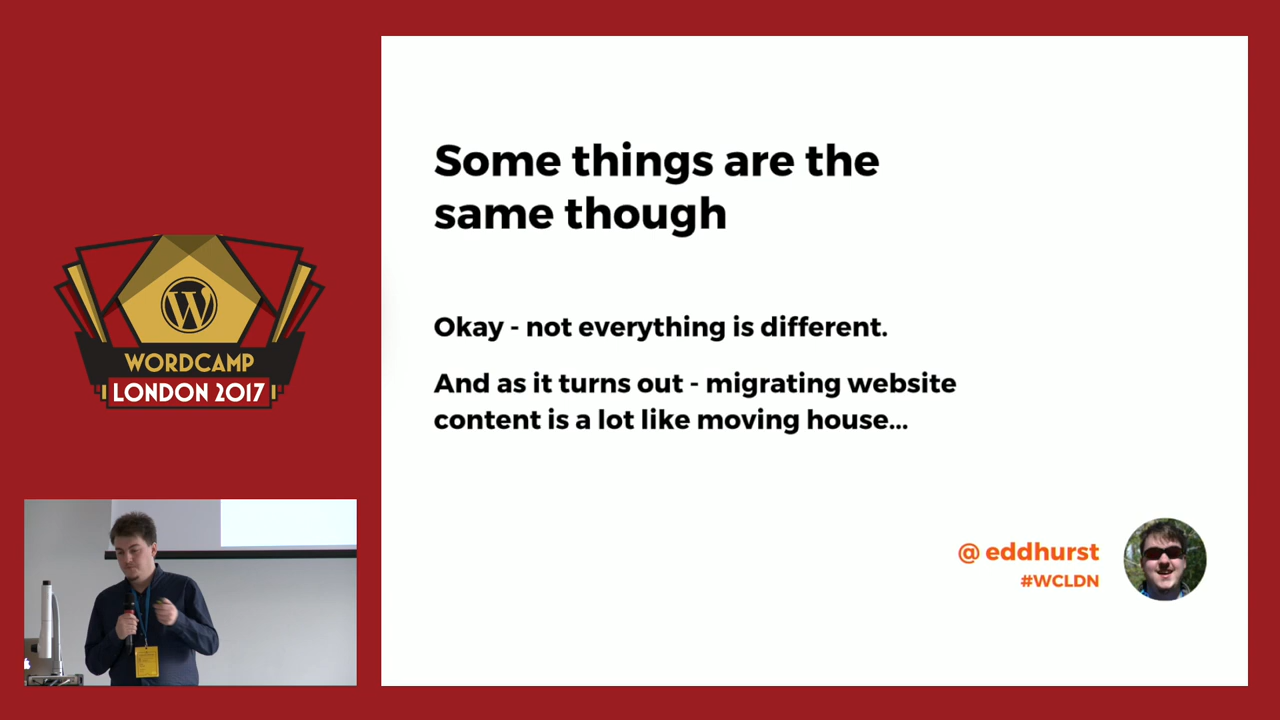 Some things are the
same though
Okay - not everything is different.
And as it turns out - migrating website
content is a lot like moving house...
@ eddhurst
#WCLDN
W
WORDCAMP
LONDON 2017